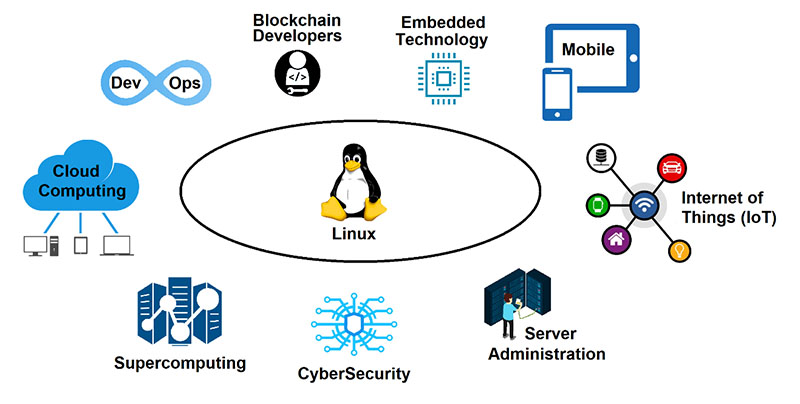 Blockchain
Developers
Embedded
Technology
Mobile
Dev Ops
</>
Cloud
Computing
Linux
Internet of
Things (IoT)
Supercomputing
CyberSecurity
Server
Administration